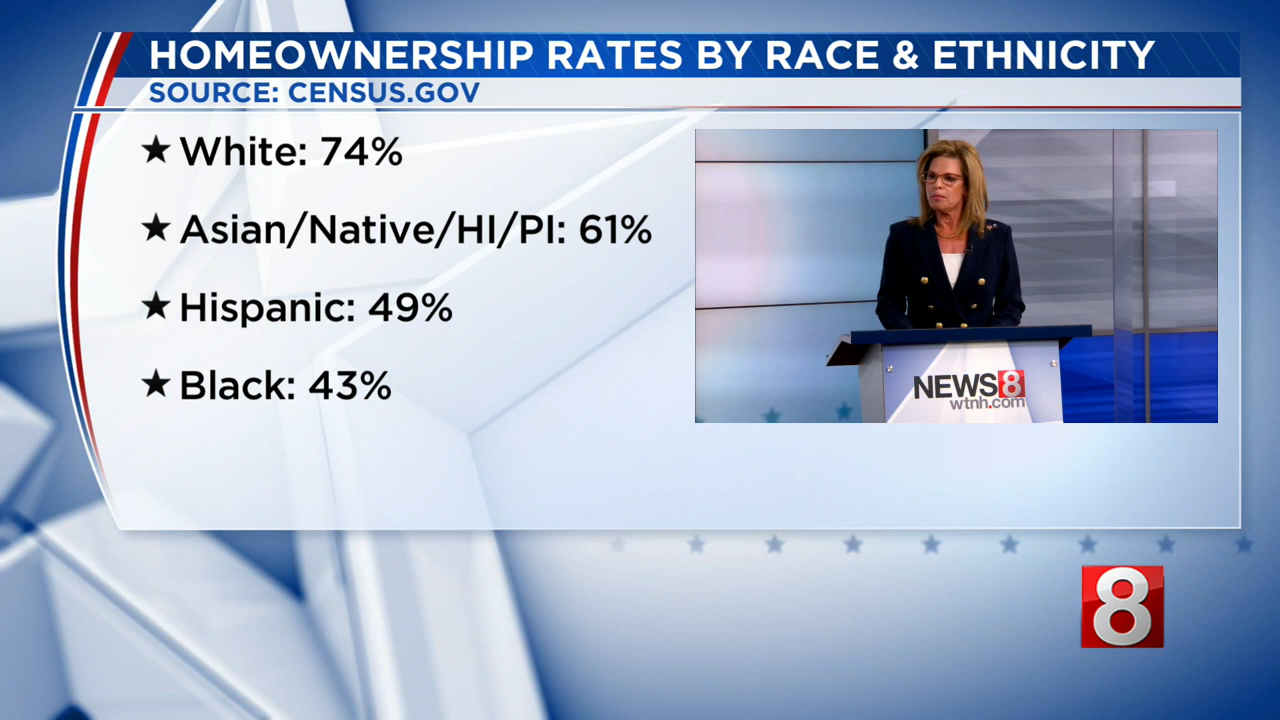 HOMEOWNERSHIP RATES BY RACE & ETHNICITY
SOURCE: CENSUS.GOV
★ White: 74%
★ Asian/Native/HI/PI: 61%
★ Hispanic: 49%
★ Black: 43%
NEWS8
wtnh.com
8